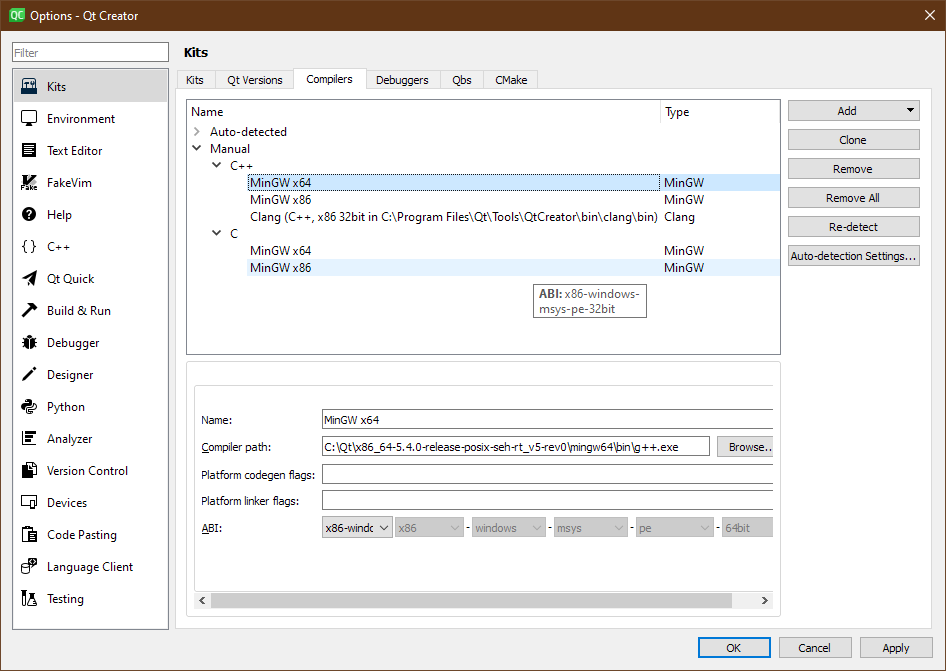 Options - Qt Creator
Filter
Kits
Environment
Text Editor
FakeVim
Help
C++
Qt Quick
Build & Run
Debugger
Designer
Python
Analyzer
Version Control
Devices
Code Pasting
Language Client
Testing
Kits
Kits Qt Versions Compilers Debuggers Qbs CMake
Name Type
Auto-detected
Manual
C++
MinGW x64 MinGW
MinGW x86 MinGW
Clang (C++, x86 32bit in C:\Program Files\Qt\Tools\QtCreator\bin\clang\bin) Clang
C
MinGW x64 MinGW
MinGW x86 MinGW
ABI: x86-windows-
msys-pe-32bit
Add
Clone
Remove
Remove All
Re-detect
Auto-detection Settings...
Name: MinGW x64
Compiler path: C:\Qt\x86_64-5.4.0-release-posix-seh-rt_v5-rev0\mingw64\bin\g++.exe Browse..
Platform codegen flags:
Platform linker flags:
ABI: x86-windc x86 - windows - msys - pe - 64bit
OK Cancel Apply